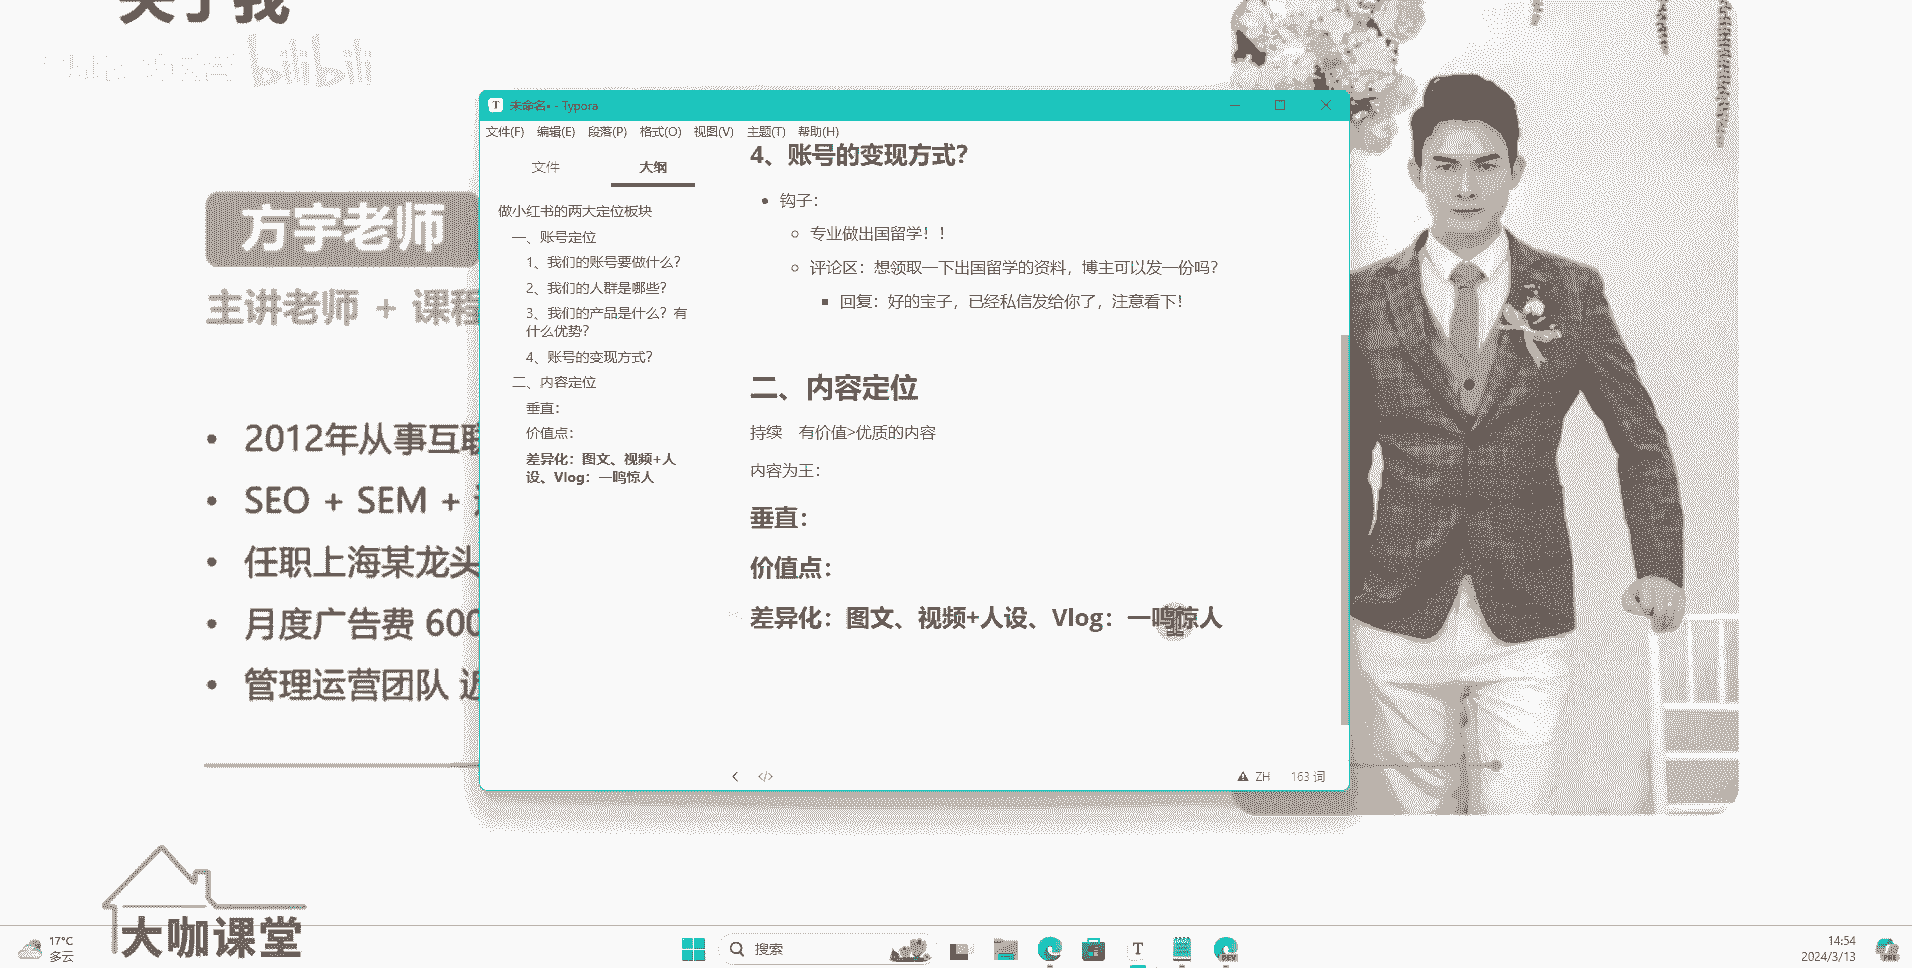 关于我
bilibili
方宇老师
主讲老师 + 课程
2012年从事互联
SEO + SEM +
任职上海某龙头
月度广告费 600
管理运营团队 近
大咖课堂
未命名• - Typora
文件(F) 编辑(E) 段落(P) 格式(O) 视图(V) 主题(T) 帮助(H)
文件 大纲
做小红书的两大定位板块
一、账号定位
1、我们的账号要做什么？
2、我们的人群是哪些？
3、我们的产品是什么？有
什么优势？
4、账号的变现方式？
二、内容定位
垂直：
价值点：
差异化：图文、视频+人
设、Vlog：一鸣惊人
4、账号的变现方式？
钩子：
专业做出国留学！！
评论区：想领取一下出国留学的资料，博主可以发一份吗？
回复：好的宝子，已经私信发给你了，注意看下！
二、内容定位
持续 有价值>优质的内容
内容为王：
垂直：
价值点：
差异化：图文、视频+人设、Vlog：一鸣惊人
ZH 163 词
17°C
多云
搜索
T
DEV
14:54
2024/3/13
PRE